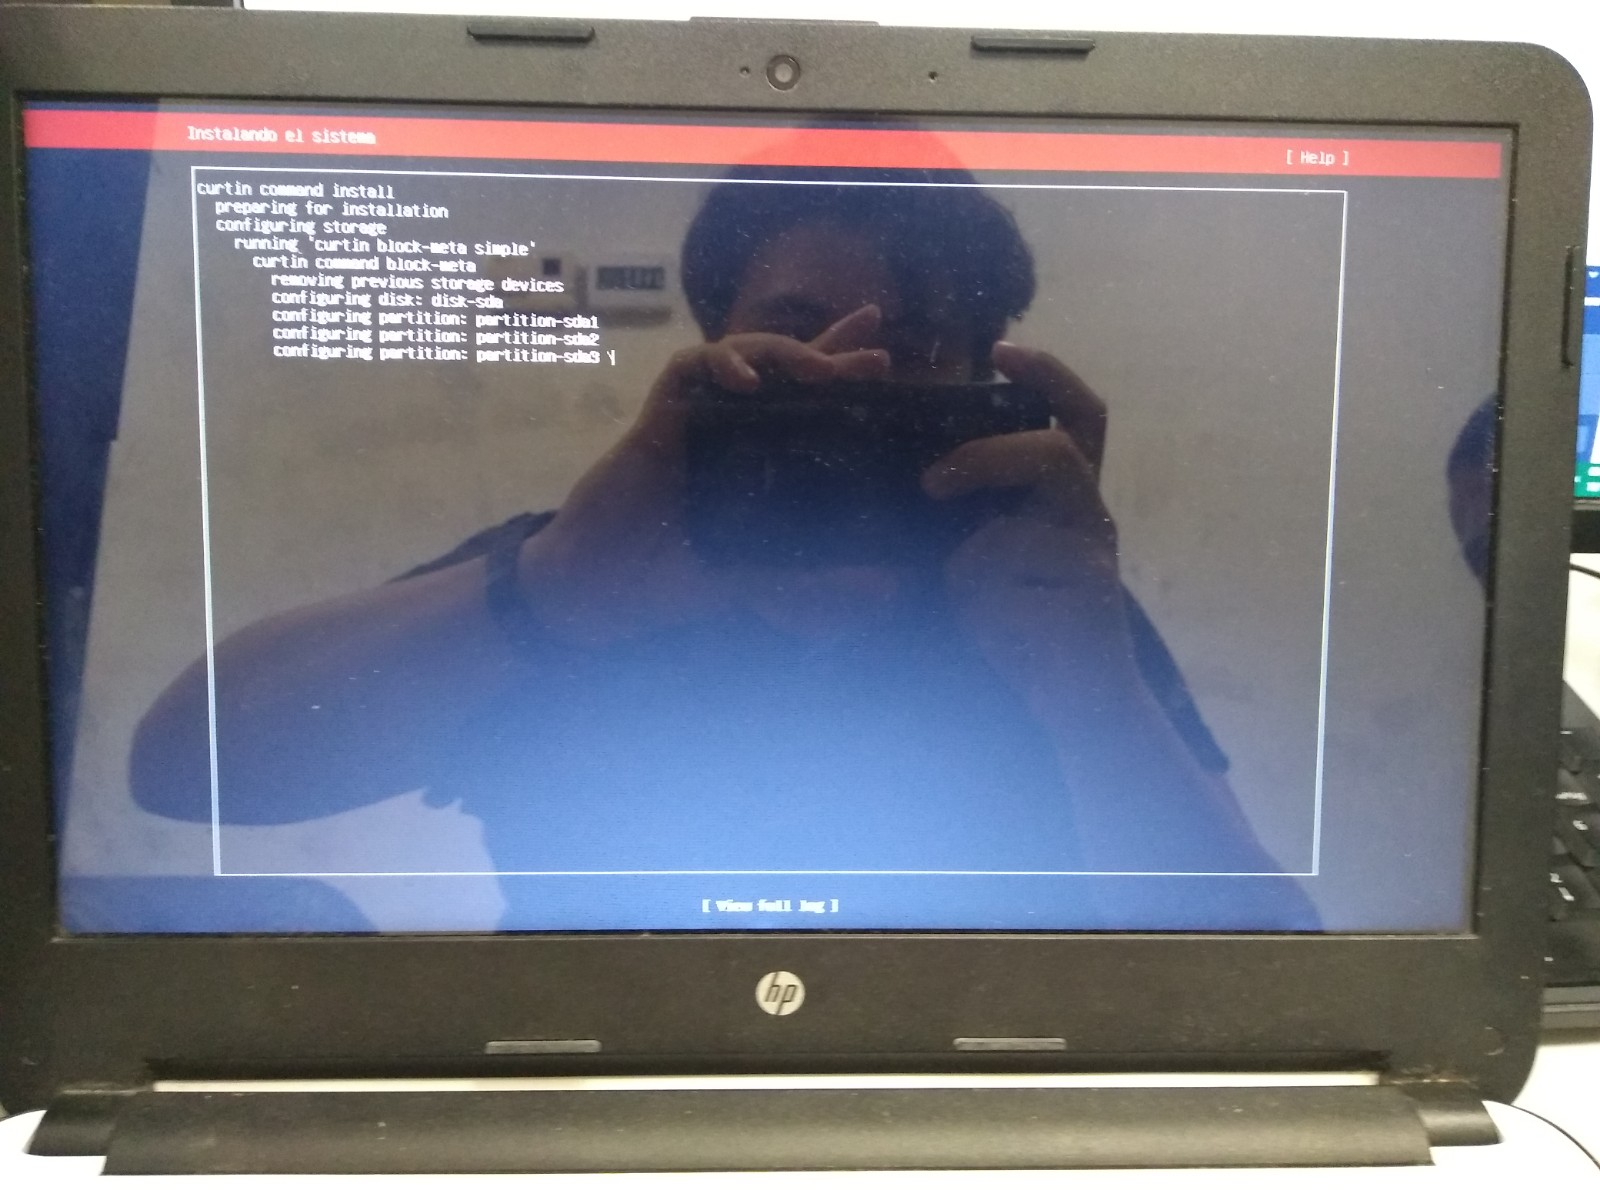 Instalando el sistema
[ Help ]
curtin command install
preparing for installation
configuring storage
running 'curtin block-meta simple'
curtin command block-meta
removing previous storage devices
configuring disk: disk-sda
configuring partition: partition-sda1
configuring partition: partition-sda2
configuring partition: partition-sda3 \
[ View full log ]
hp